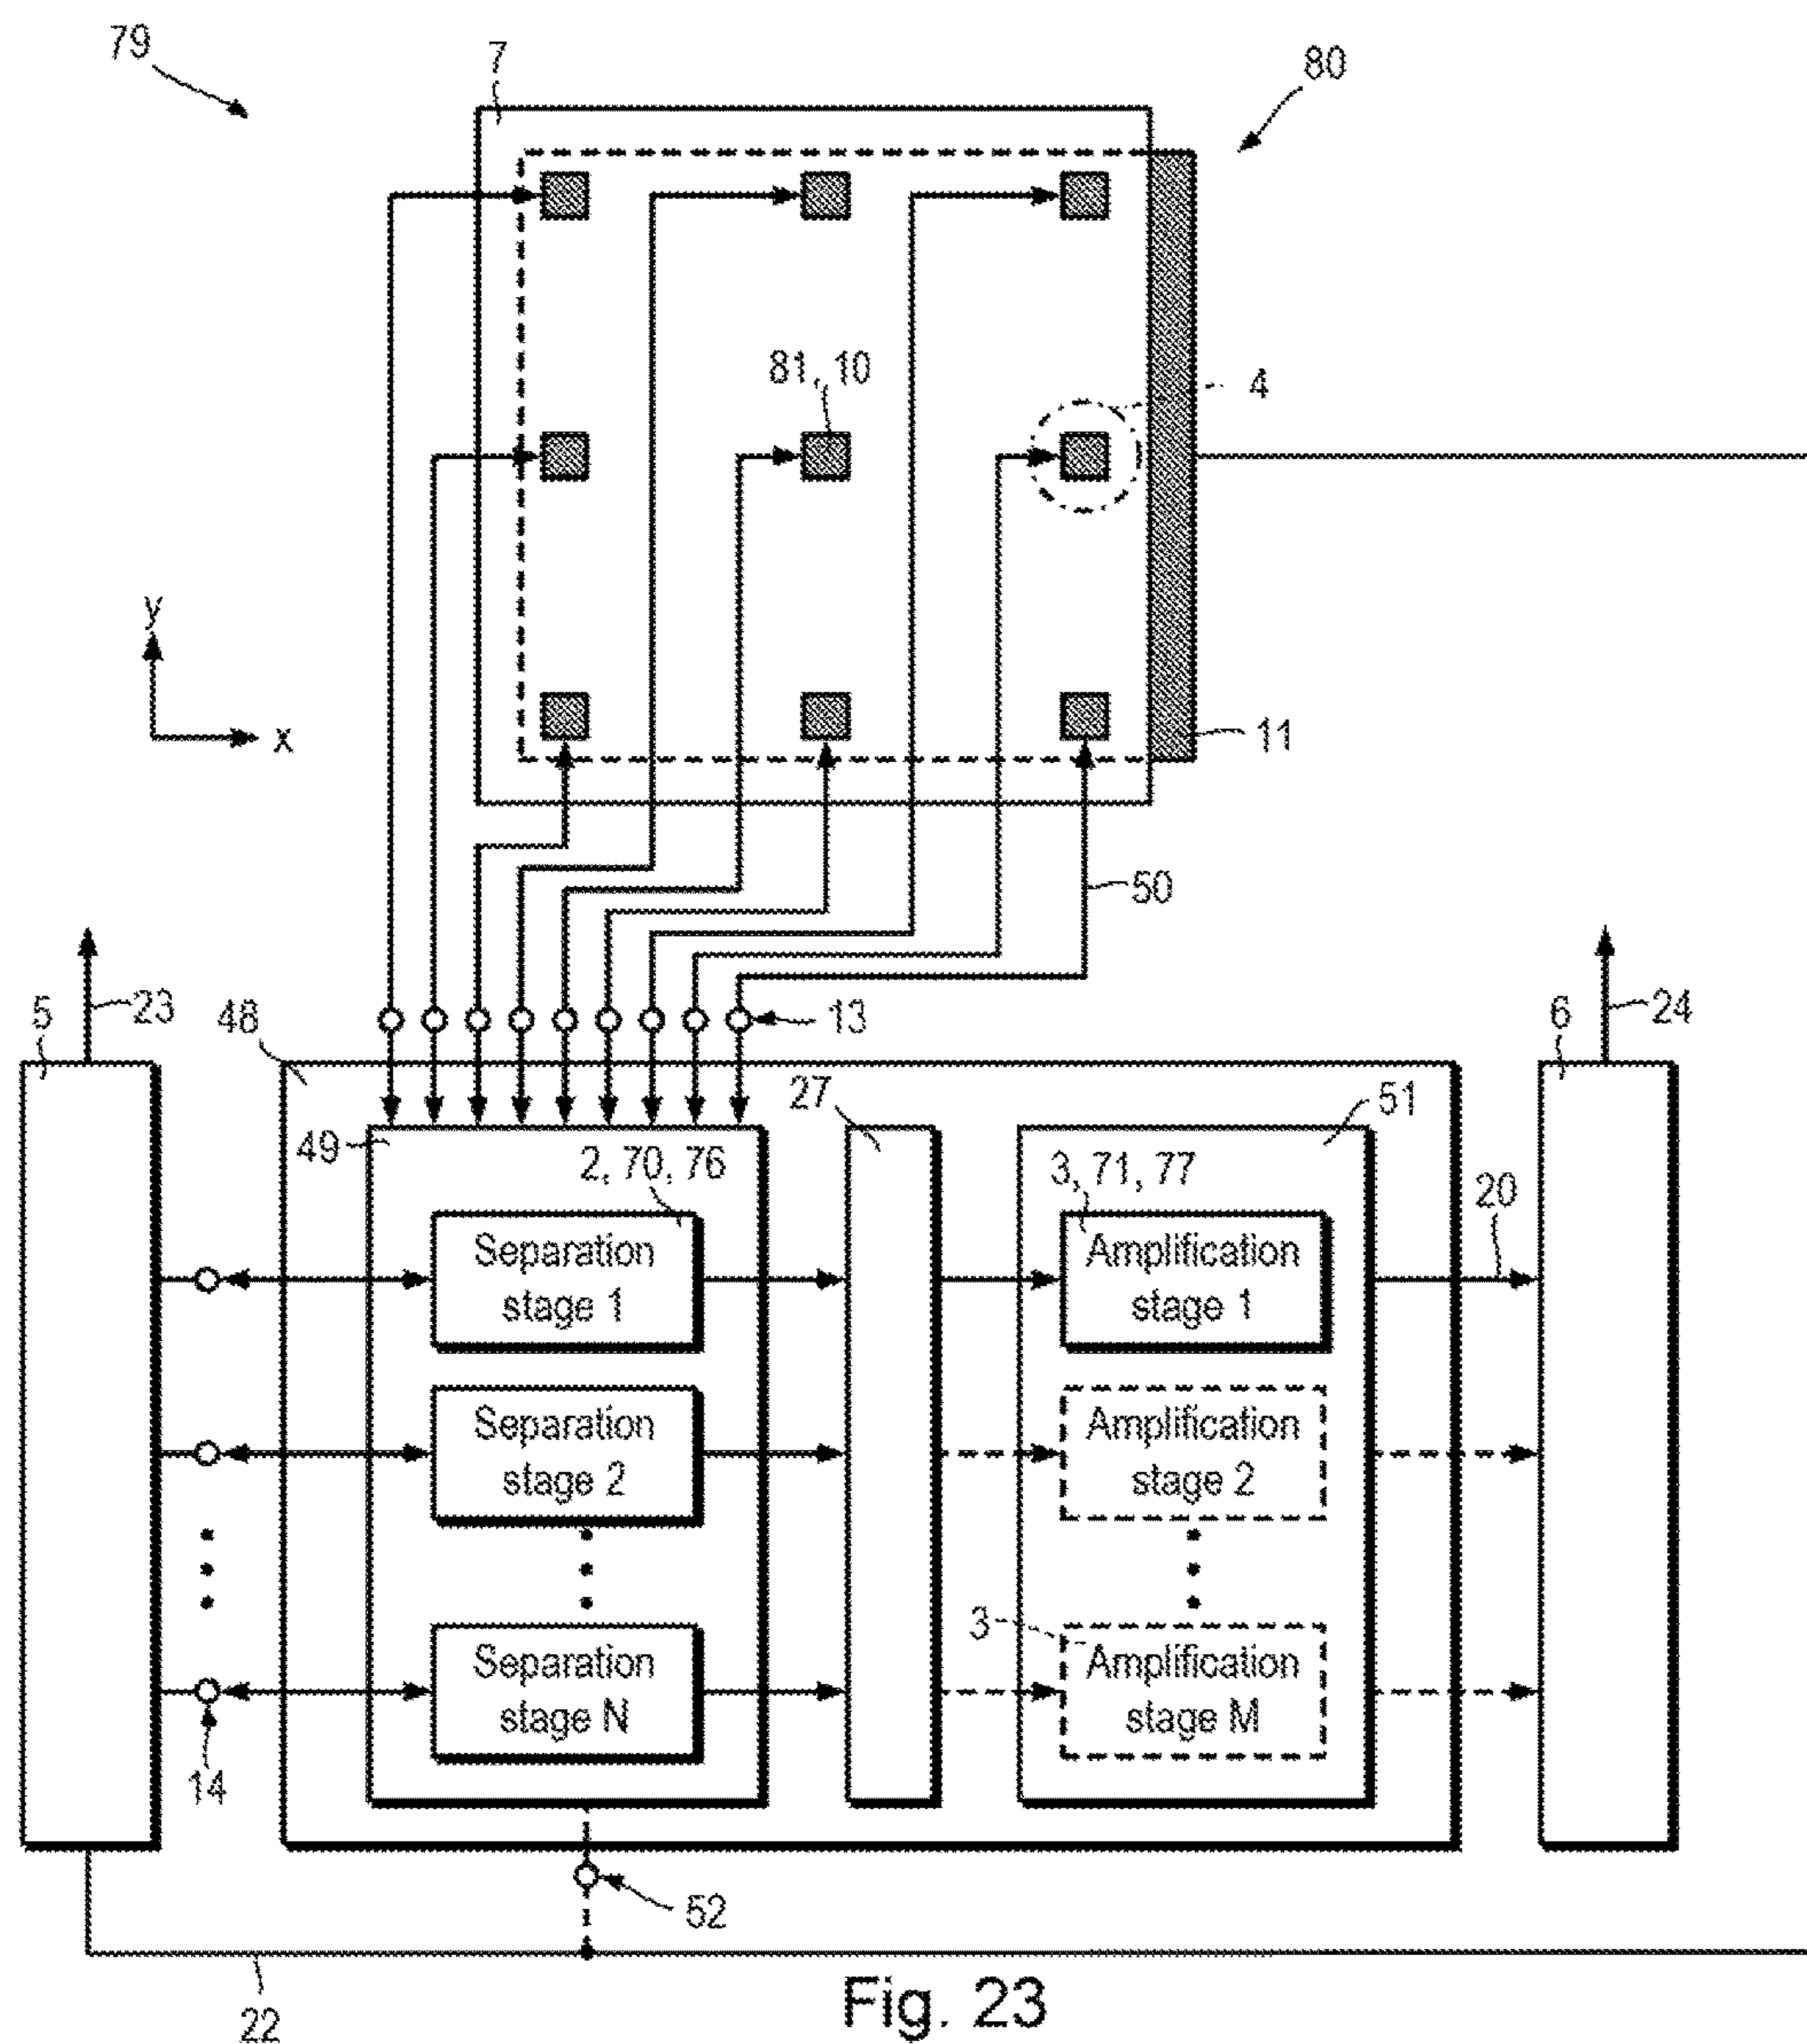 79
7
80
81, 10
4
y
x
11
50
23
5
48
13
24
6
27
51
49
2, 70, 76
3, 71, 77
20
Separation
stage 1
Amplification
stage 1
Separation
stage 2
Amplification
stage 2
3
Separation
stage N
Amplification
stage M
14
52
22
Fig. 23